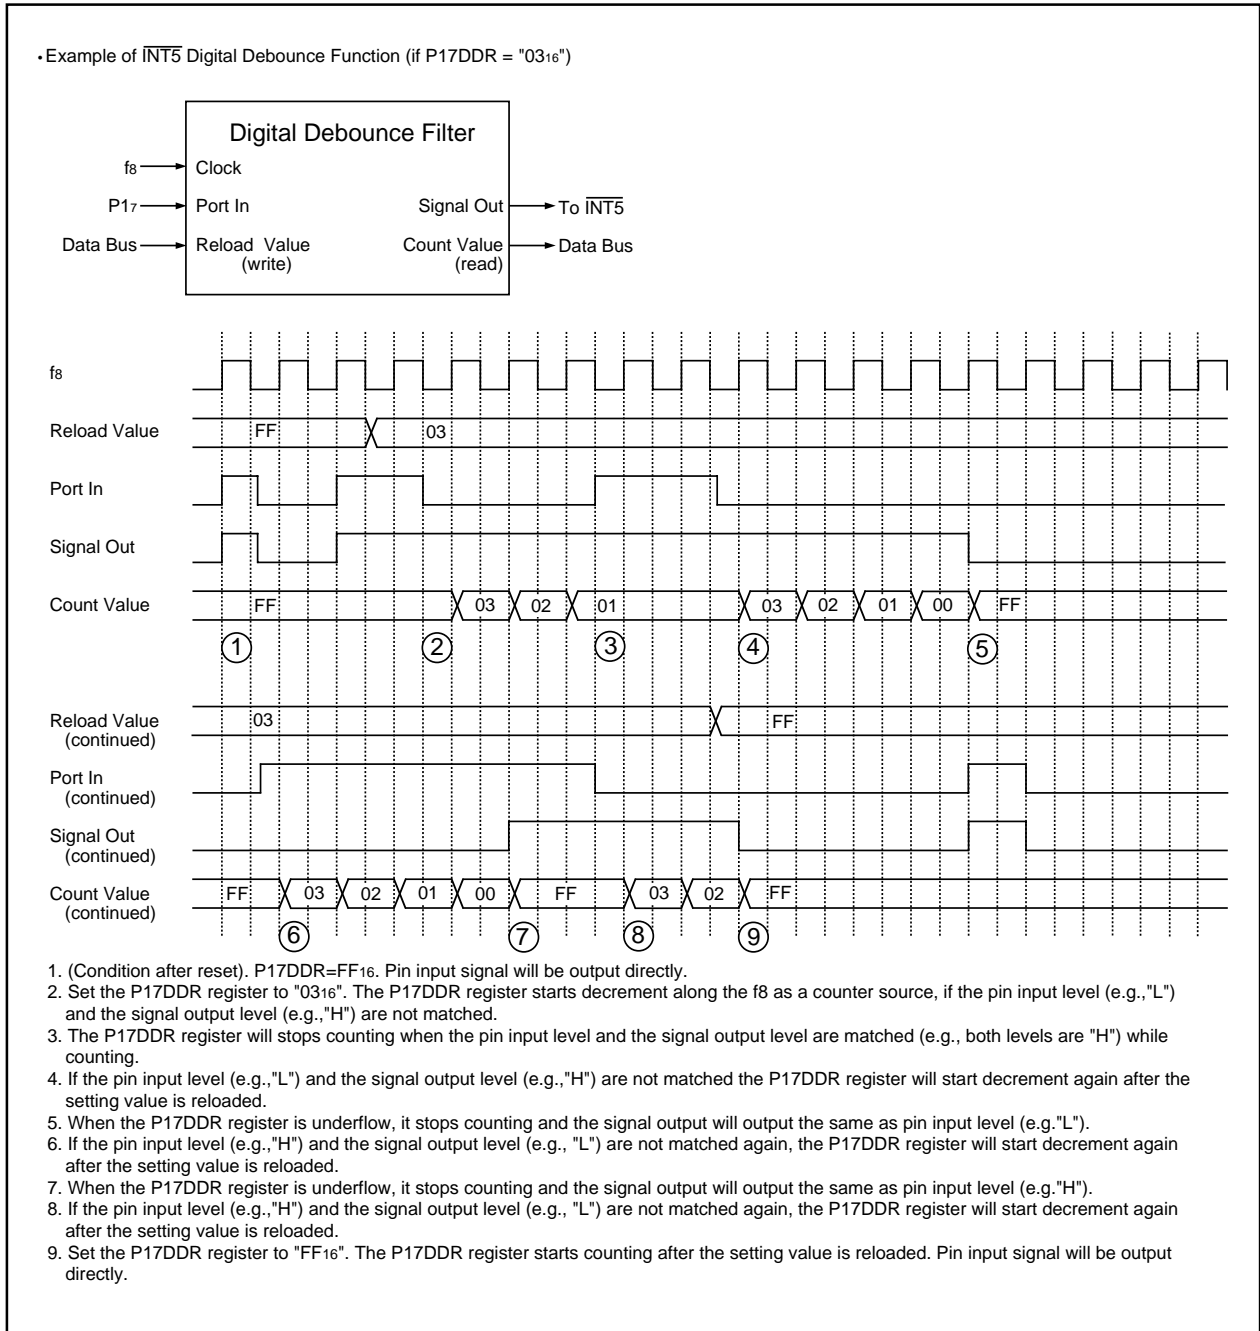 • Example of INT5 Digital Debounce Function (if P17DDR = "0316")
Digital Debounce Filter
f8
Clock
P17
Port In
Signal Out
To INT5
Data Bus
Reload Value
(write)
Count Value
(read)
Data Bus
f8
Reload Value
FF
03
Port In
Signal Out
Count Value
FF
03
02
01
03
02
01
00
FF
1
2
3
4
5
Reload Value
(continued)
03
FF
Port In
(continued)
Signal Out
(continued)
Count Value
(continued)
FF
03
02
01
00
FF
03
02
FF
6
7
8
9
1. (Condition after reset). P17DDR=FF16. Pin input signal will be output directly.
2. Set the P17DDR register to "0316". The P17DDR register starts decrement along the f8 as a counter source, if the pin input level (e.g.,"L")
and the signal output level (e.g.,"H") are not matched.
3. The P17DDR register will stops counting when the pin input level and the signal output level are matched (e.g., both levels are "H") while
counting.
4. If the pin input level (e.g.,"L") and the signal output level (e.g.,"H") are not matched the P17DDR register will start decrement again after the
setting value is reloaded.
5. When the P17DDR register is underflow, it stops counting and the signal output will output the same as pin input level (e.g."L").
6. If the pin input level (e.g.,"H") and the signal output level (e.g., "L") are not matched again, the P17DDR register will start decrement again
after the setting value is reloaded.
7. When the P17DDR register is underflow, it stops counting and the signal output will output the same as pin input level (e.g."H").
8. If the pin input level (e.g.,"H") and the signal output level (e.g., "L") are not matched again, the P17DDR register will start decrement again
after the setting value is reloaded.
9. Set the P17DDR register to "FF16". The P17DDR register starts counting after the setting value is reloaded. Pin input signal will be output
directly.